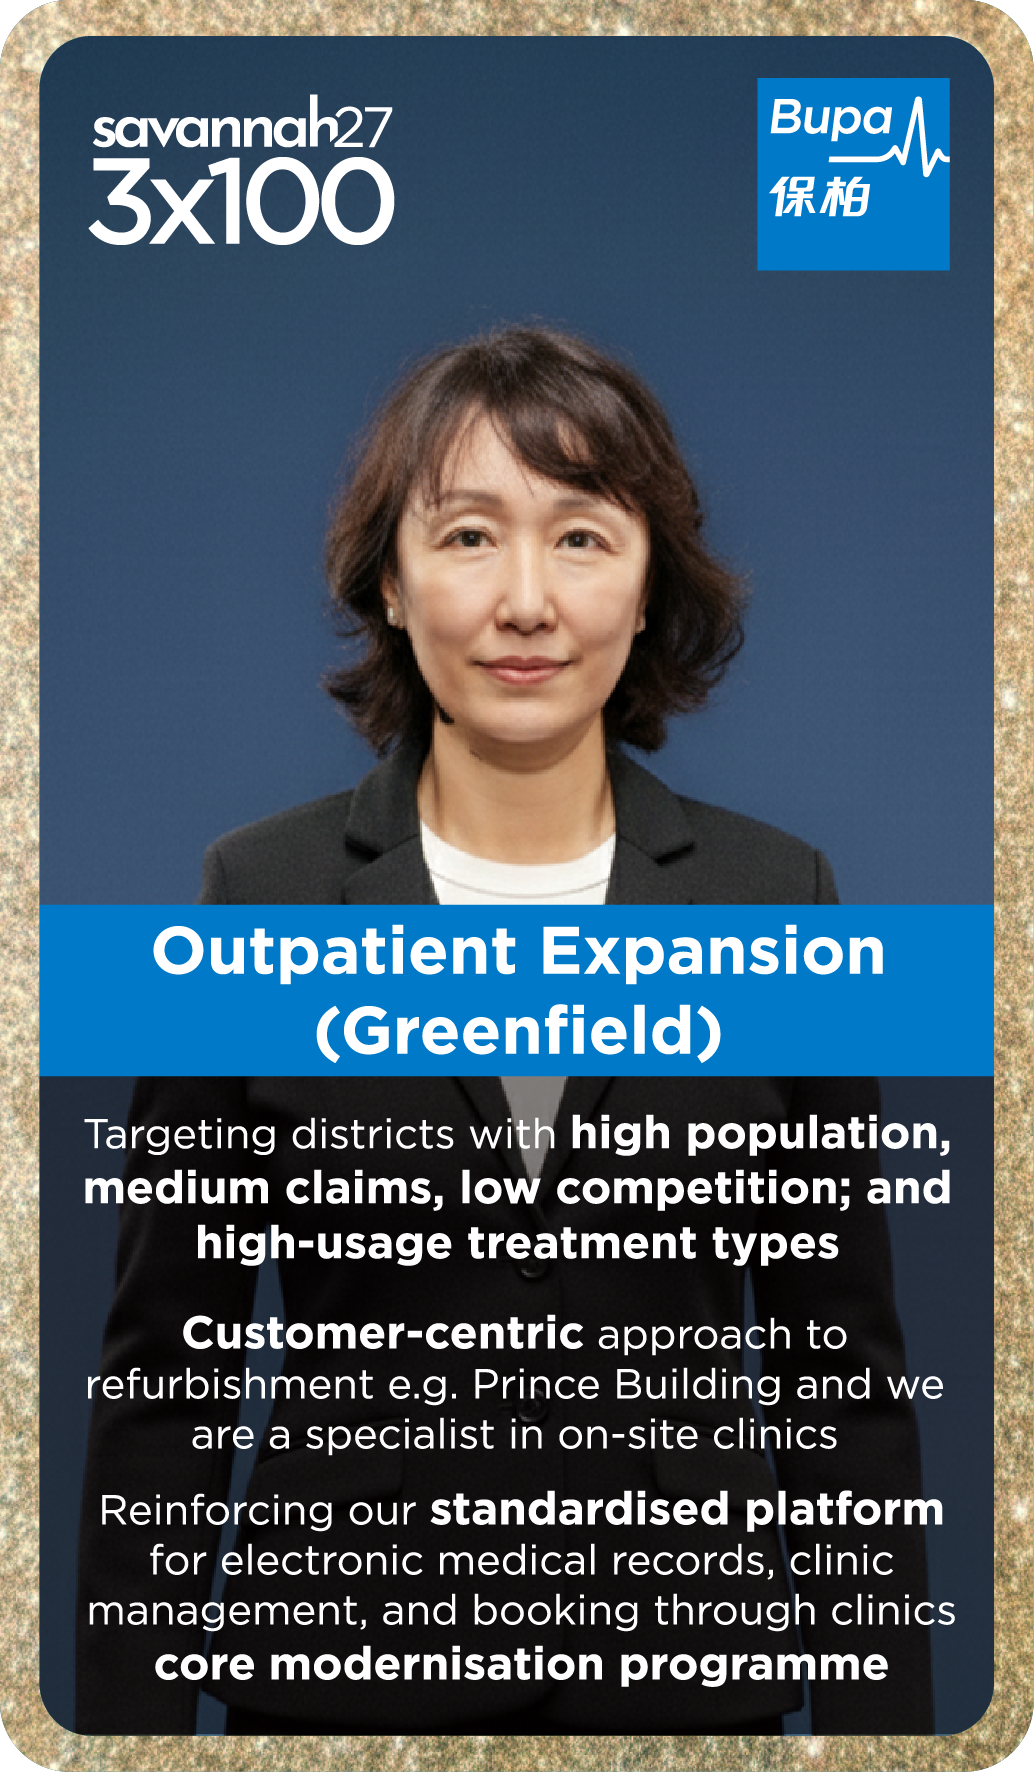 savannah27
3x100
Bupa
保柏
Outpatient Expansion
(Greenfield)
Targeting districts with high population,
medium claims, low competition; and
high-usage treatment types
Customer-centric approach to
refurbishment e.g. Prince Building and we
are a specialist in on-site clinics
Reinforcing our standardised platform
for electronic medical records, clinic
management, and booking through clinics
core modernisation programme